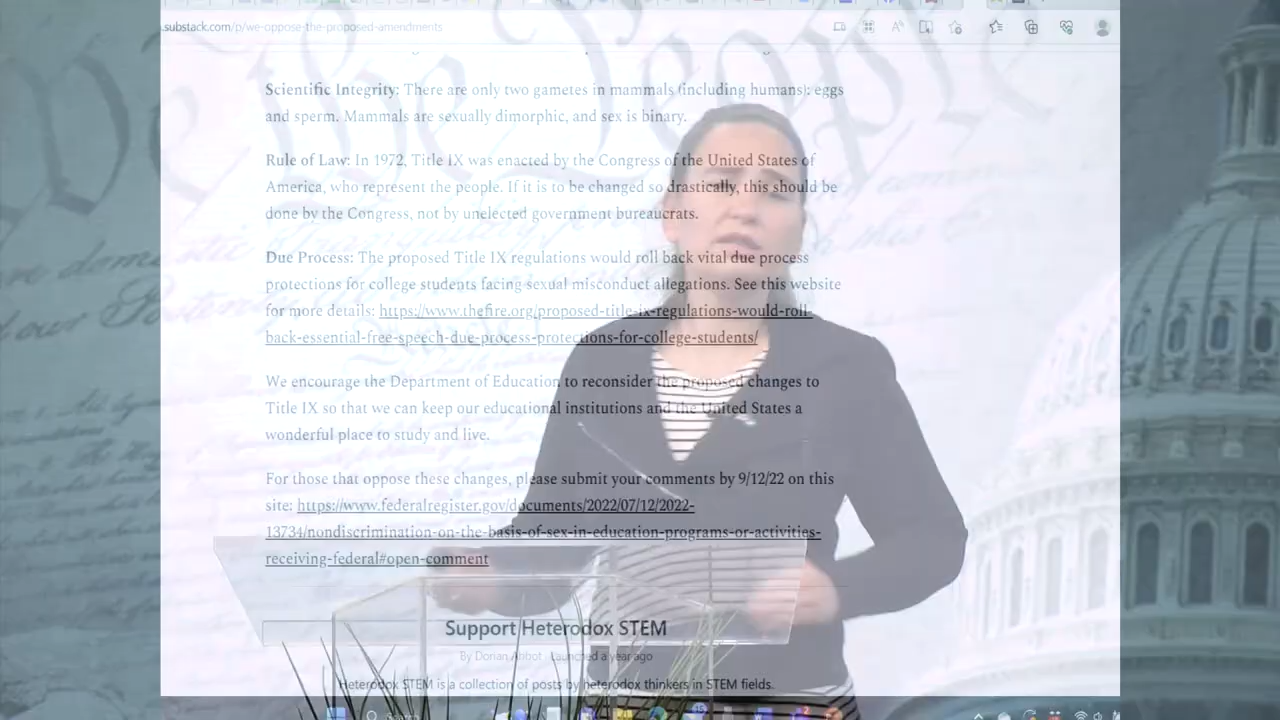 .substack.com/p/we-oppose-the-proposed-amendments
We the People
Scientific Integrity: There are only two gametes in mammals (including humans): eggs
and sperm. Mammals are sexually dimorphic, and sex is binary.
Rule of Law: In 1972, Title IX was enacted by the Congress of the United States of
America, who represent the people. If it is to be changed so drastically, this should be
done by the Congress, not by unelected government bureaucrats.
Due Process: The proposed Title IX regulations would roll back vital due process
protections for college students facing sexual misconduct allegations. See this website
for more details: https://www.thefire.org/proposed-title-ix-regulations-would-roll-
back-essential-free-speech-due-process-protections-for-college-students/
We encourage the Department of Education to reconsider the proposed changes to
Title IX so that we can keep our educational institutions and the United States a
wonderful place to study and live.
For those that oppose these changes, please submit your comments by 9/12/22 on this
site: https://www.federalregister.gov/documents/2022/07/12/2022-
13734/nondiscrimination-on-the-basis-of-sex-in-education-programs-or-activities-
receiving-federal#open-comment
Support Heterodox STEM
By Dorian Abbot · Launched a year ago
Heterodox STEM is a collection of posts by heterodox thinkers in STEM fields.
Search